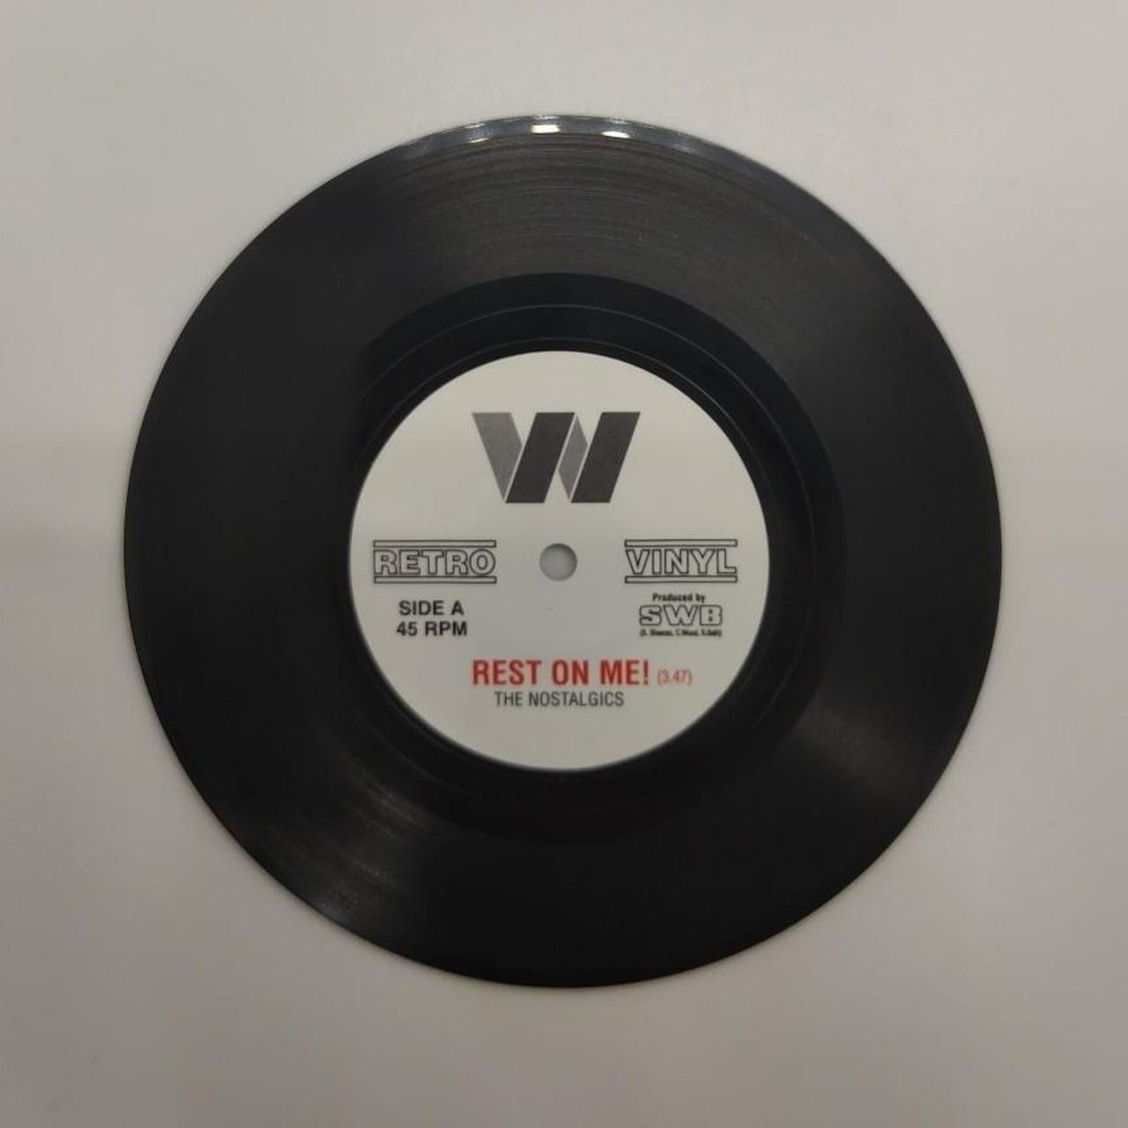 W
RETRO VINYL
SIDE A
45 RPM
Produced by
SWB
REST ON ME! (3.47)
THE NOSTALGICS